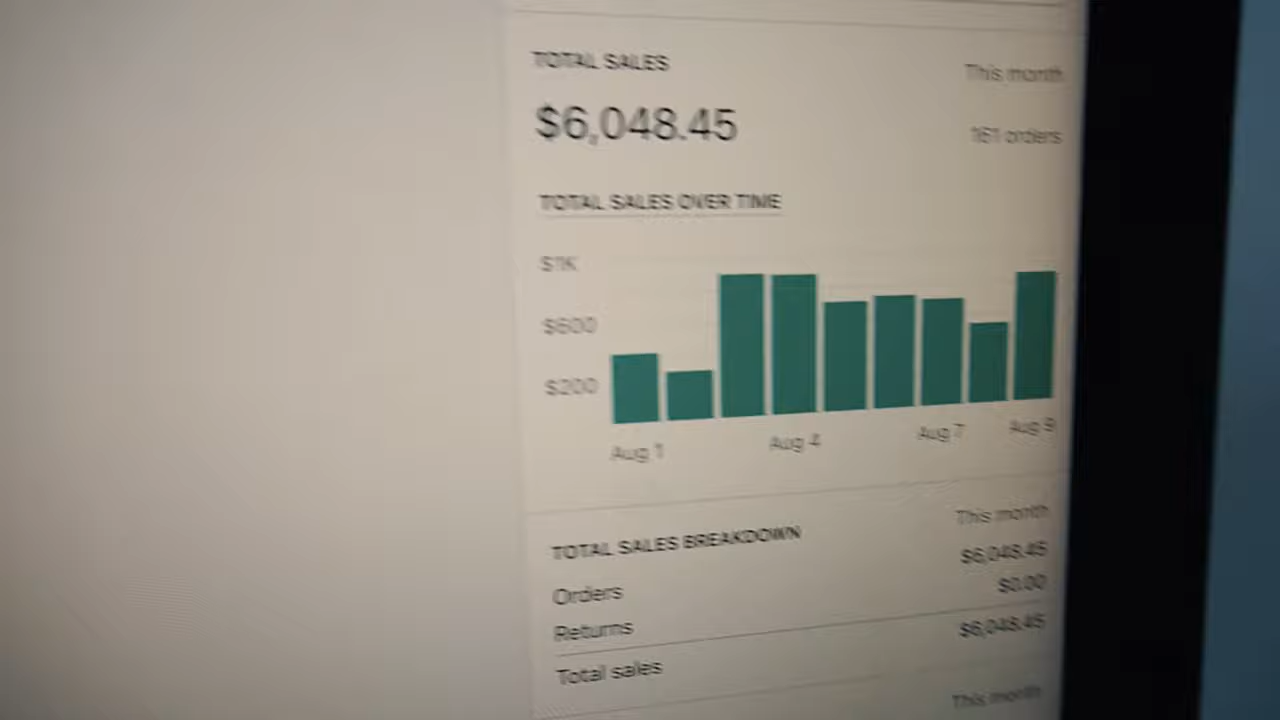 TOTAL SALES
This month
$6,048.45
161 orders
TOTAL SALES OVER TIME
$1K
$600
$200
Aug 1 Aug 4 Aug 7 Aug 9
TOTAL SALES BREAKDOWN
This month
Orders $6,048.45
Returns $0.00
Total sales $6,048.45
This month